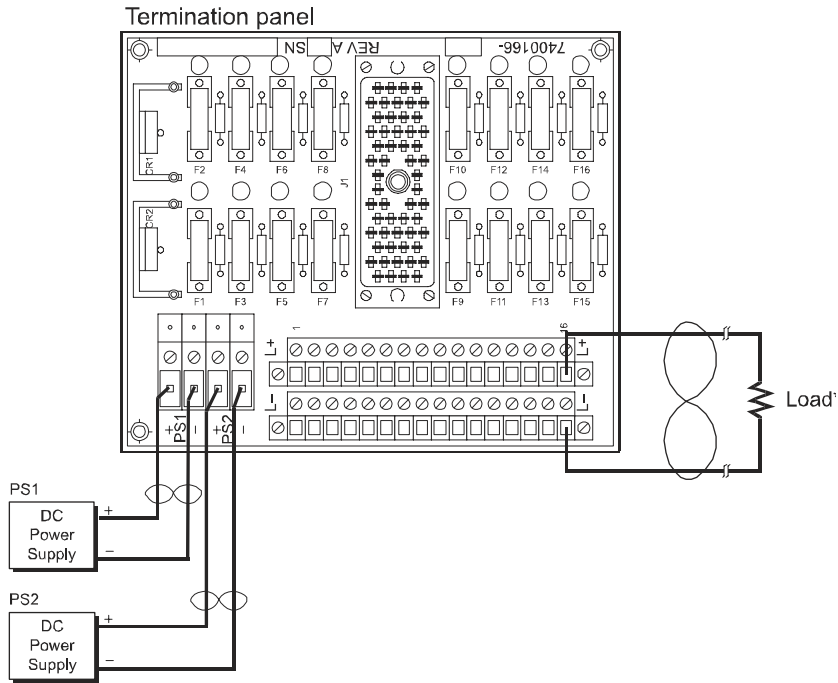 Termination panel
SN REV A 7400166-
CR1
F2 F4 F6 F8
J1
F10 F12 F14 F16
CR2
F1 F3 F5 F7
F9 F11 F13 F15
1 16
L+ L+
L- L-
+ PS1 - + PS2 -
Load¹
PS1
DC
Power
Supply
+
–
PS2
DC
Power
Supply
+
–